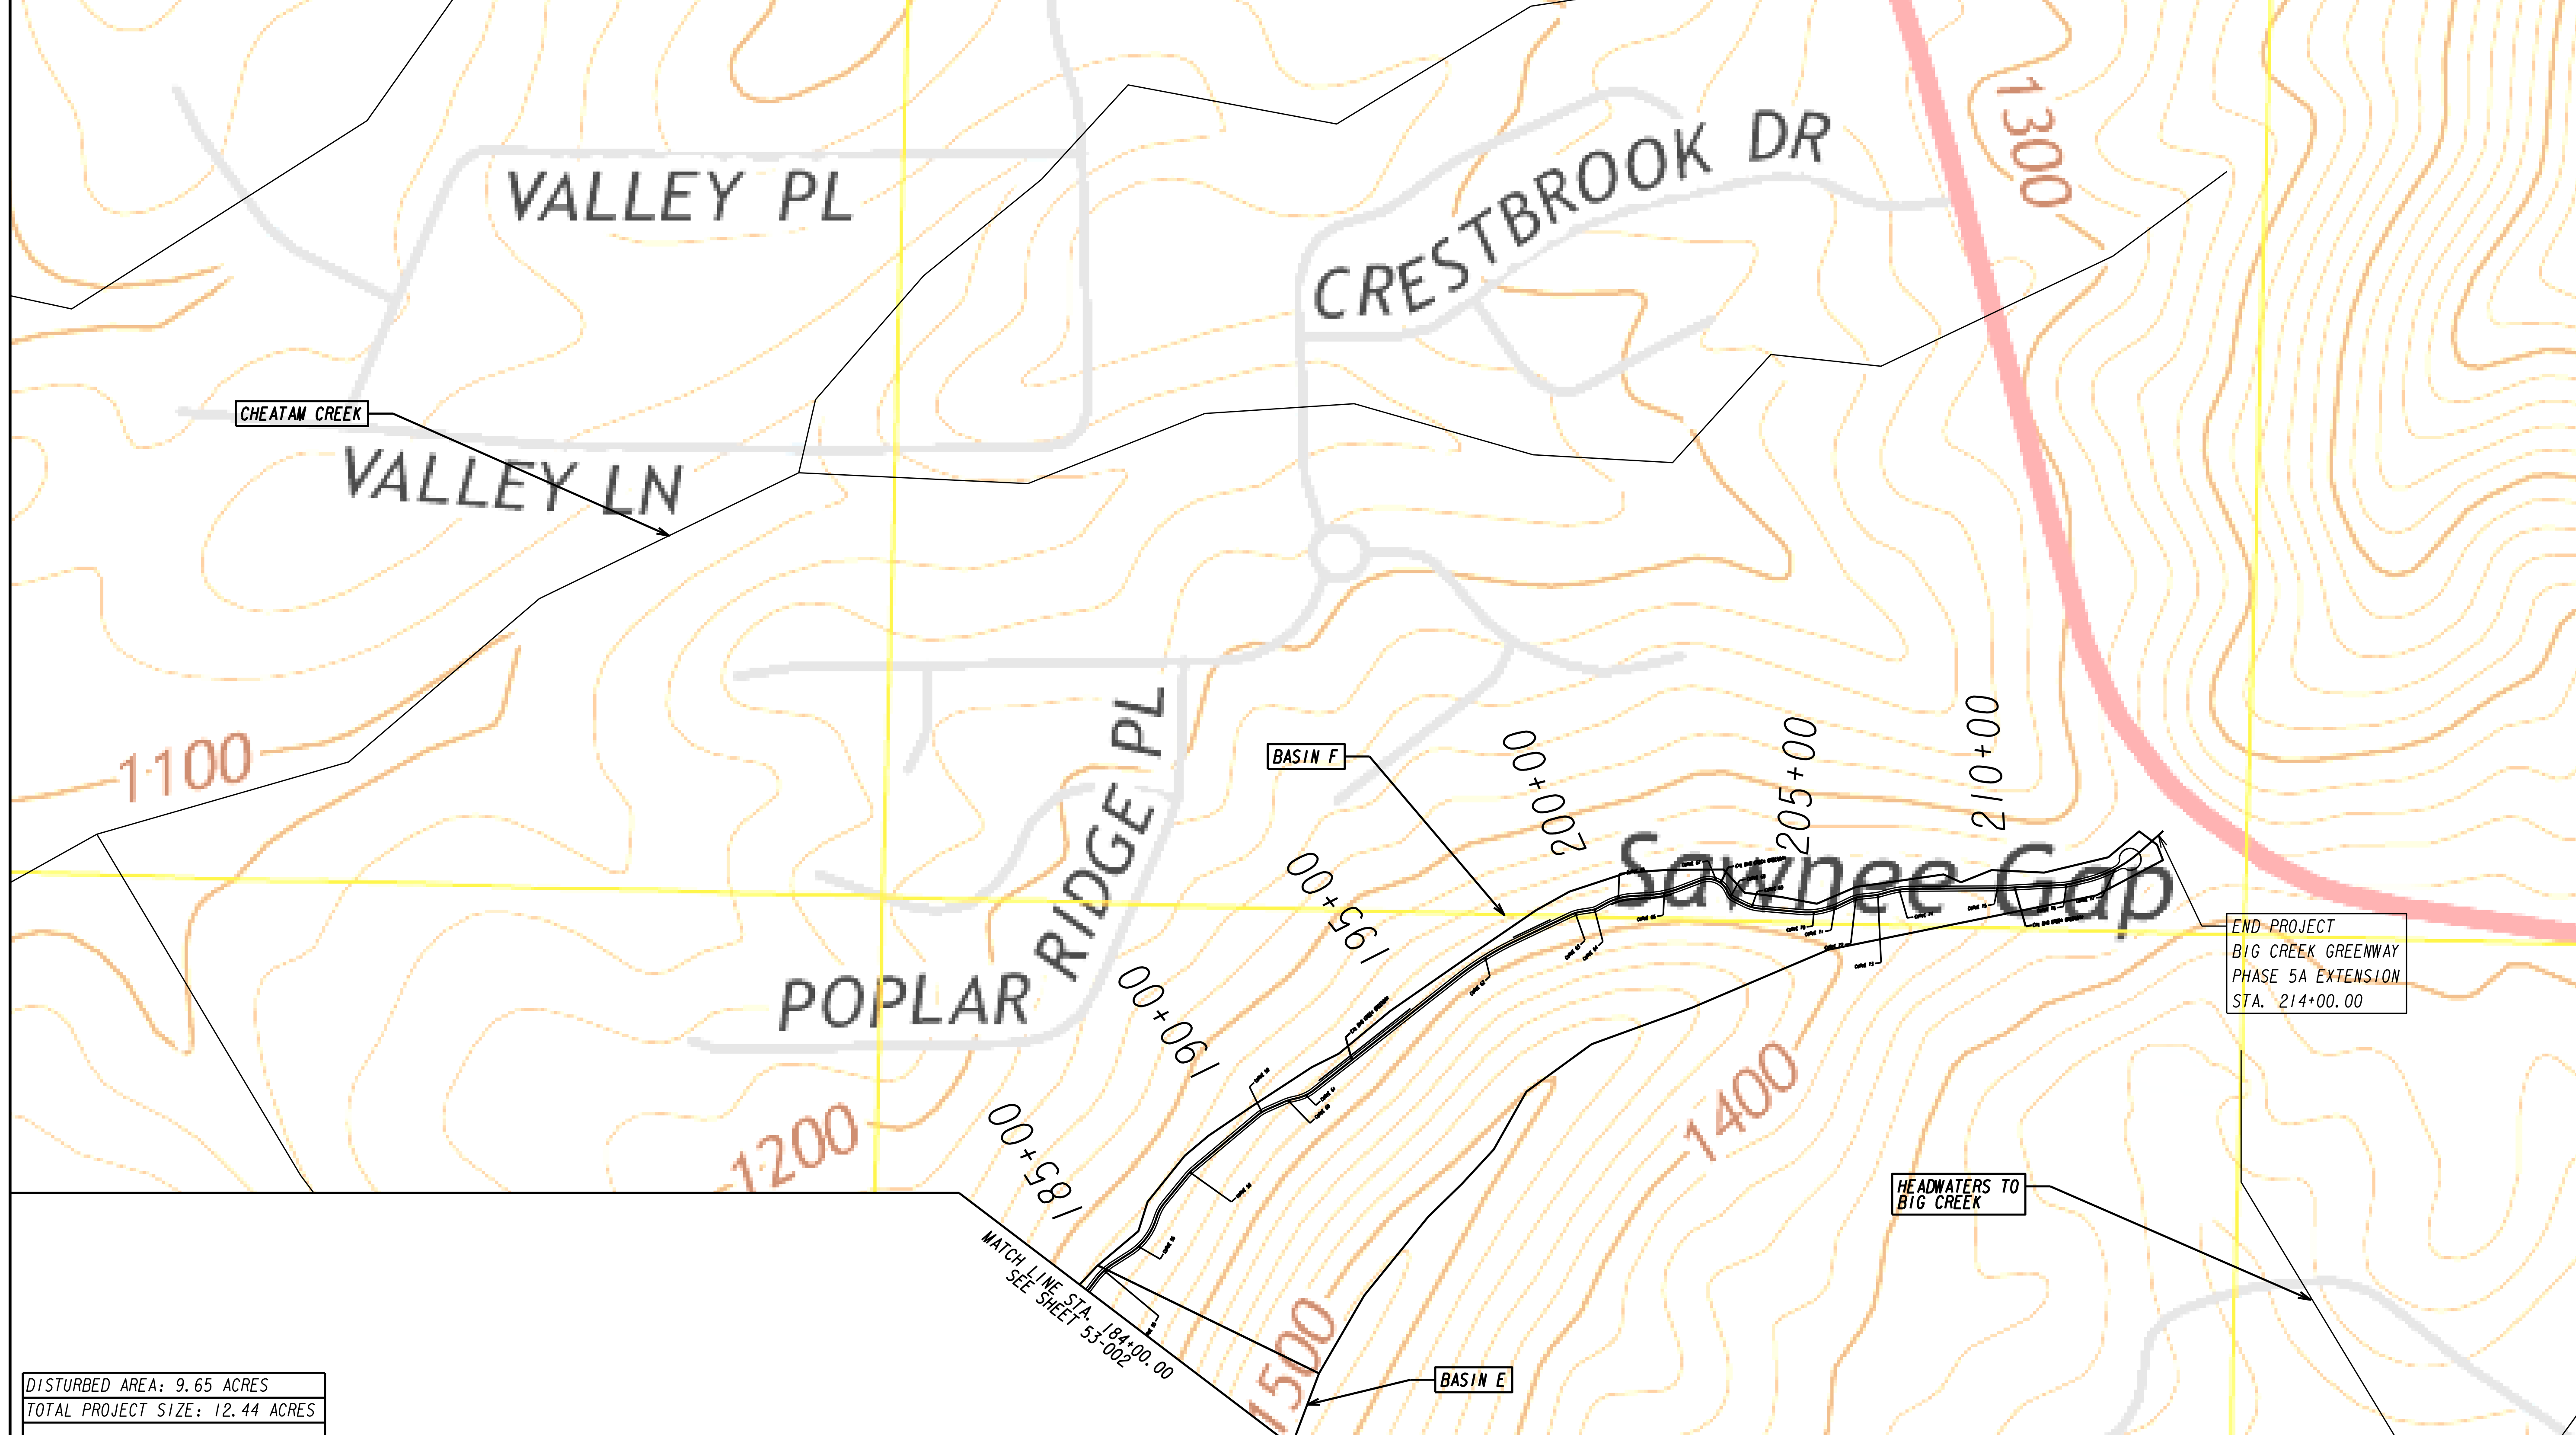 1300
VALLEY PL
CRESTBROOK DR
CHEATAM CREEK
VALLEY LN
1100
BASIN F
POPLAR RIDGE PL
200+00
205+00
210+00
195+00
190+00
185+00
Sawnee Gap
END PROJECT
BIG CREEK GREENWAY
PHASE 5A EXTENSION
STA. 214+00.00
1200
1400
HEADWATERS TO
BIG CREEK
MATCH LINE STA. 184+00.00
SEE SHEET 53-002
1500
BASIN E
DISTURBED AREA: 9.65 ACRES
TOTAL PROJECT SIZE: 12.44 ACRES